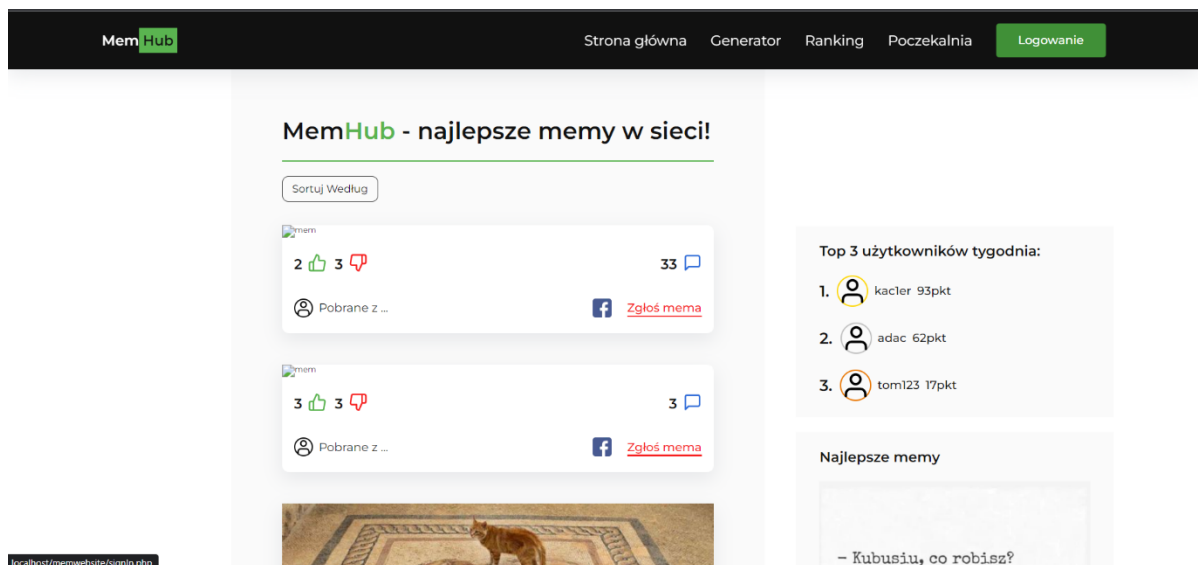 MemHub
Strona główna
Generator
Ranking
Poczekalnia
Logowanie
MemHub - najlepsze memy w sieci!
Sortuj Według
mem
2 3 33
Pobrane z ...
Zgłoś mema
mem
3 3 3
Pobrane z ...
Zgłoś mema
Top 3 użytkowników tygodnia:
1. kac1er 93pkt
2. adac 62pkt
3. tom123 17pkt
Najlepsze memy
– Kubusiu, co robisz?
localhost/memwebsite/signIn.php